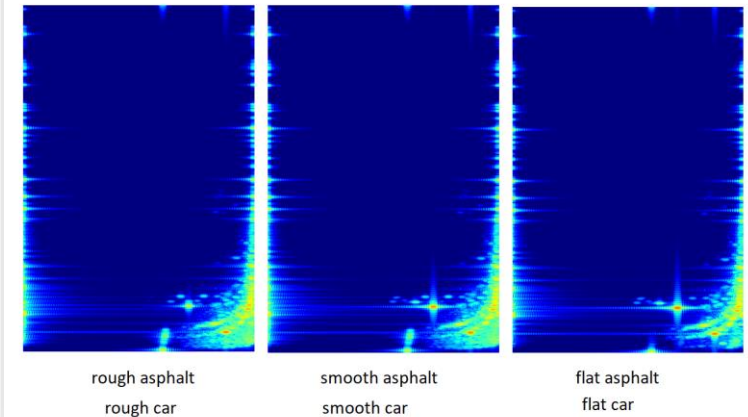 rough asphalt
smooth asphalt
flat asphalt
rough car
smooth car
flat car